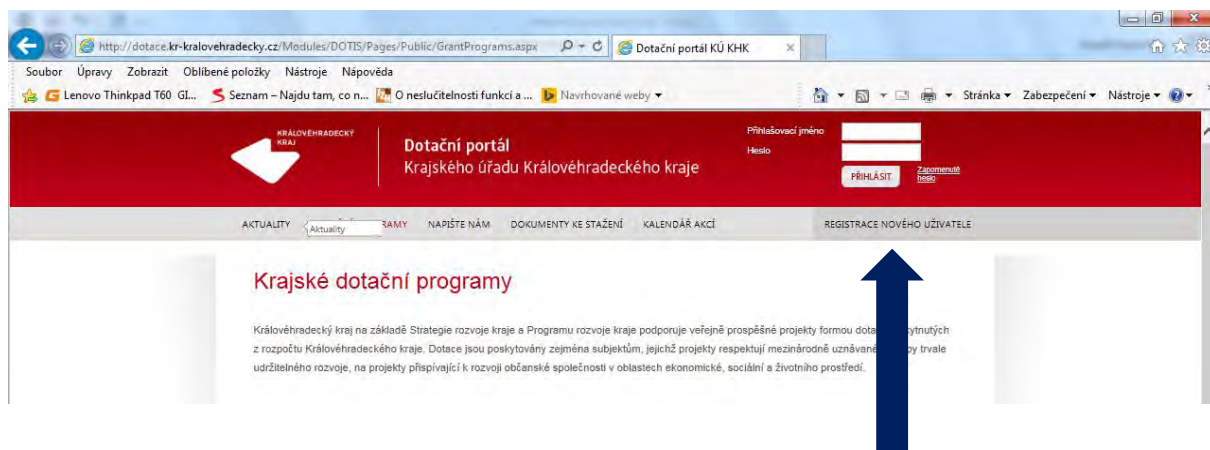 http://dotace.kr-kralovehradecky.cz/Modules/DOTIS/Pages/Public/GrantPrograms.aspx
Dotační portál KÚ KHK
Soubor Úpravy Zobrazit Oblíbené položky Nástroje Nápověda
Lenovo Thinkpad T60 GI... Seznam – Najdu tam, co n... O neslučitelnosti funkcí a ... Navrhované weby Stránka Zabezpečení Nástroje
KRÁLOVÉHRADECKÝ
KRAJ
Dotační portál
Krajského úřadu Královéhradeckého kraje
Přihlašovací jméno
Heslo
PŘIHLÁSIT
Zapomenuté
heslo
AKTUALITY RAMY NAPIŠTE NÁM DOKUMENTY KE STAŽENÍ KALENDÁŘ AKCÍ REGISTRACE NOVÉHO UŽIVATELE
Aktuality
Krajské dotační programy
Královéhradecký kraj na základě Strategie rozvoje kraje a Programu rozvoje kraje podporuje veřejně prospěšné projekty formou dota kytnutých
z rozpočtu Královéhradeckého kraje. Dotace jsou poskytovány zejména subjektům, jejichž projekty respektují mezinárodně uznávané by trvale
udržitelného rozvoje, na projekty přispívající k rozvoji občanské společnosti v oblastech ekonomické, sociální a životního prostředí.